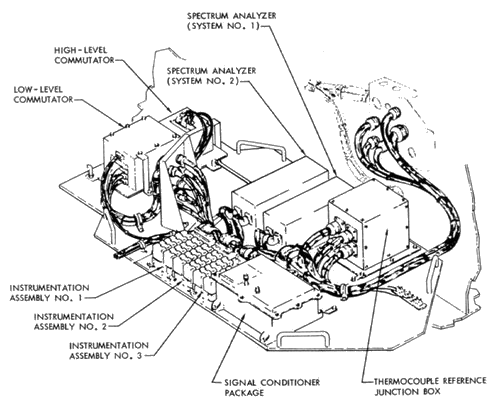 SPECTRUM ANALYZER
(SYSTEM NO. 1)
HIGH-LEVEL
COMMUTATOR
SPECTRUM ANALYZER
(SYSTEM NO. 2)
LOW-LEVEL
COMMUTATOR
INSTRUMENTATION
ASSEMBLY NO. 1
INSTRUMENTATION
ASSEMBLY NO. 2
INSTRUMENTATION
ASSEMBLY NO. 3
SIGNAL CONDITIONER
PACKAGE
THERMOCOUPLE REFERENCE
JUNCTION BOX